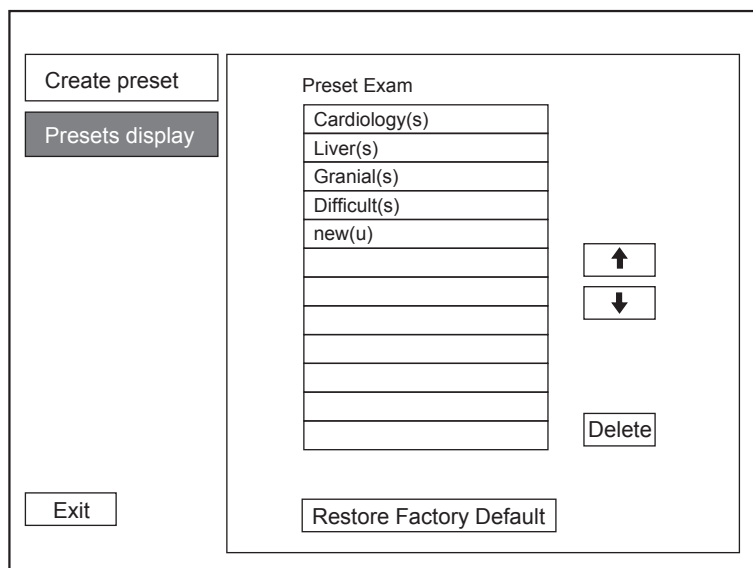 Create preset
Presets display
Exit
Preset Exam
Cardiology(s)
Liver(s)
Granial(s)
Difficult(s)
new(u)
Delete
Restore Factory Default